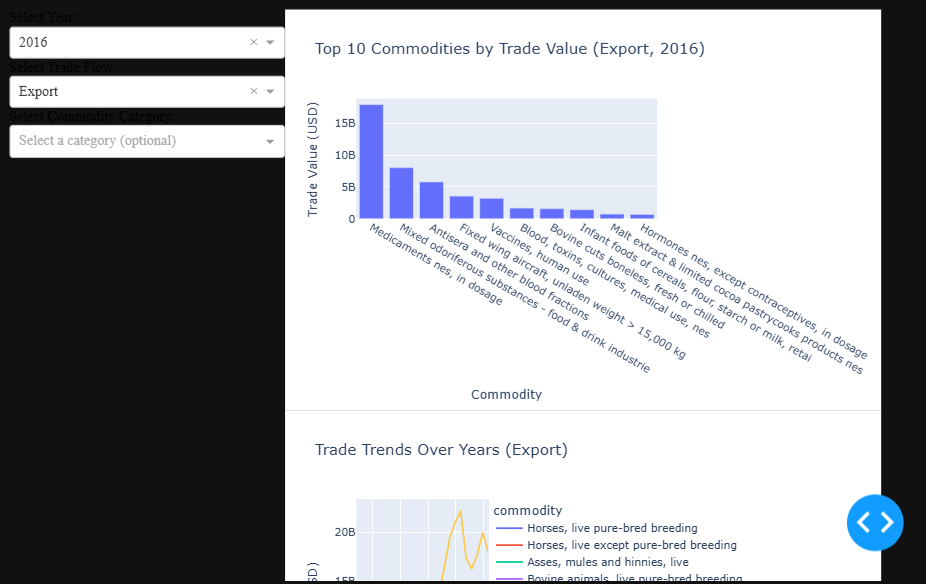 Select Year:
2016
Select Trade Flow:
Export
Select Commodity Category:
Select a category (optional)
Top 10 Commodities by Trade Value (Export, 2016)
Trade Value (USD)
15B
10B
5B
0
Medicaments nes, in dosage
Mixed odoriferous substances - food & drink industrie
Antisera and other blood fractions
Fixed wing aircraft, unladen weight > 15,000 kg
Vaccines, human use
Blood, toxins, cultures, medical use, nes
Bovine cuts boneless, fresh or chilled
Infant foods of cereals, flour, starch or milk, retai
Malt extract & limited cocoa pastrycooks products nes
Hormones nes, except contraceptives, in dosage
Commodity
Trade Trends Over Years (Export)
20B
15B
SD)
commodity
Horses, live pure-bred breeding
Horses, live except pure-bred breeding
Asses, mules and hinnies, live
Bovine animals, live pure-bred breeding